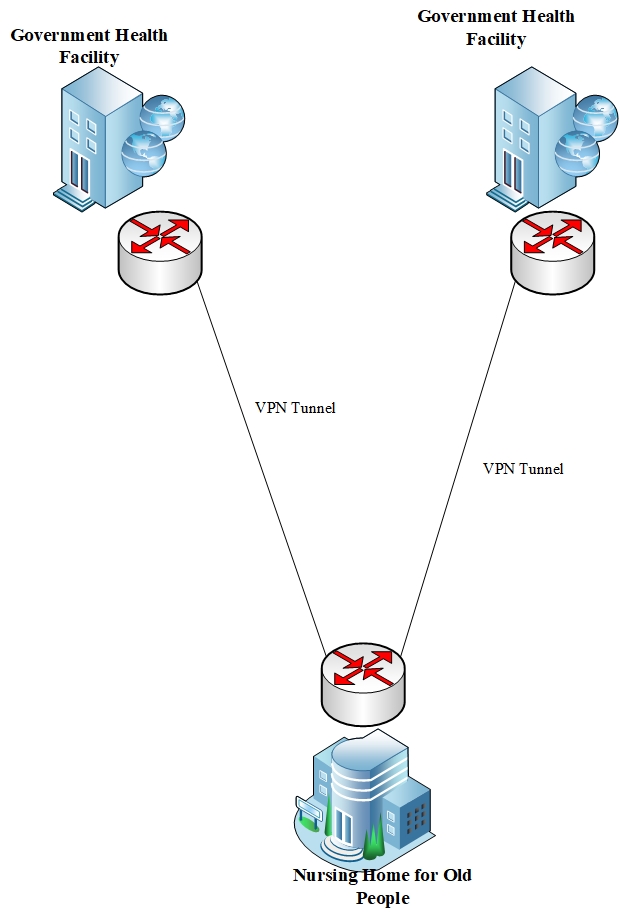 Government Health
Facility
Government Health
Facility
VPN Tunnel
VPN Tunnel
Nursing Home for Old
People